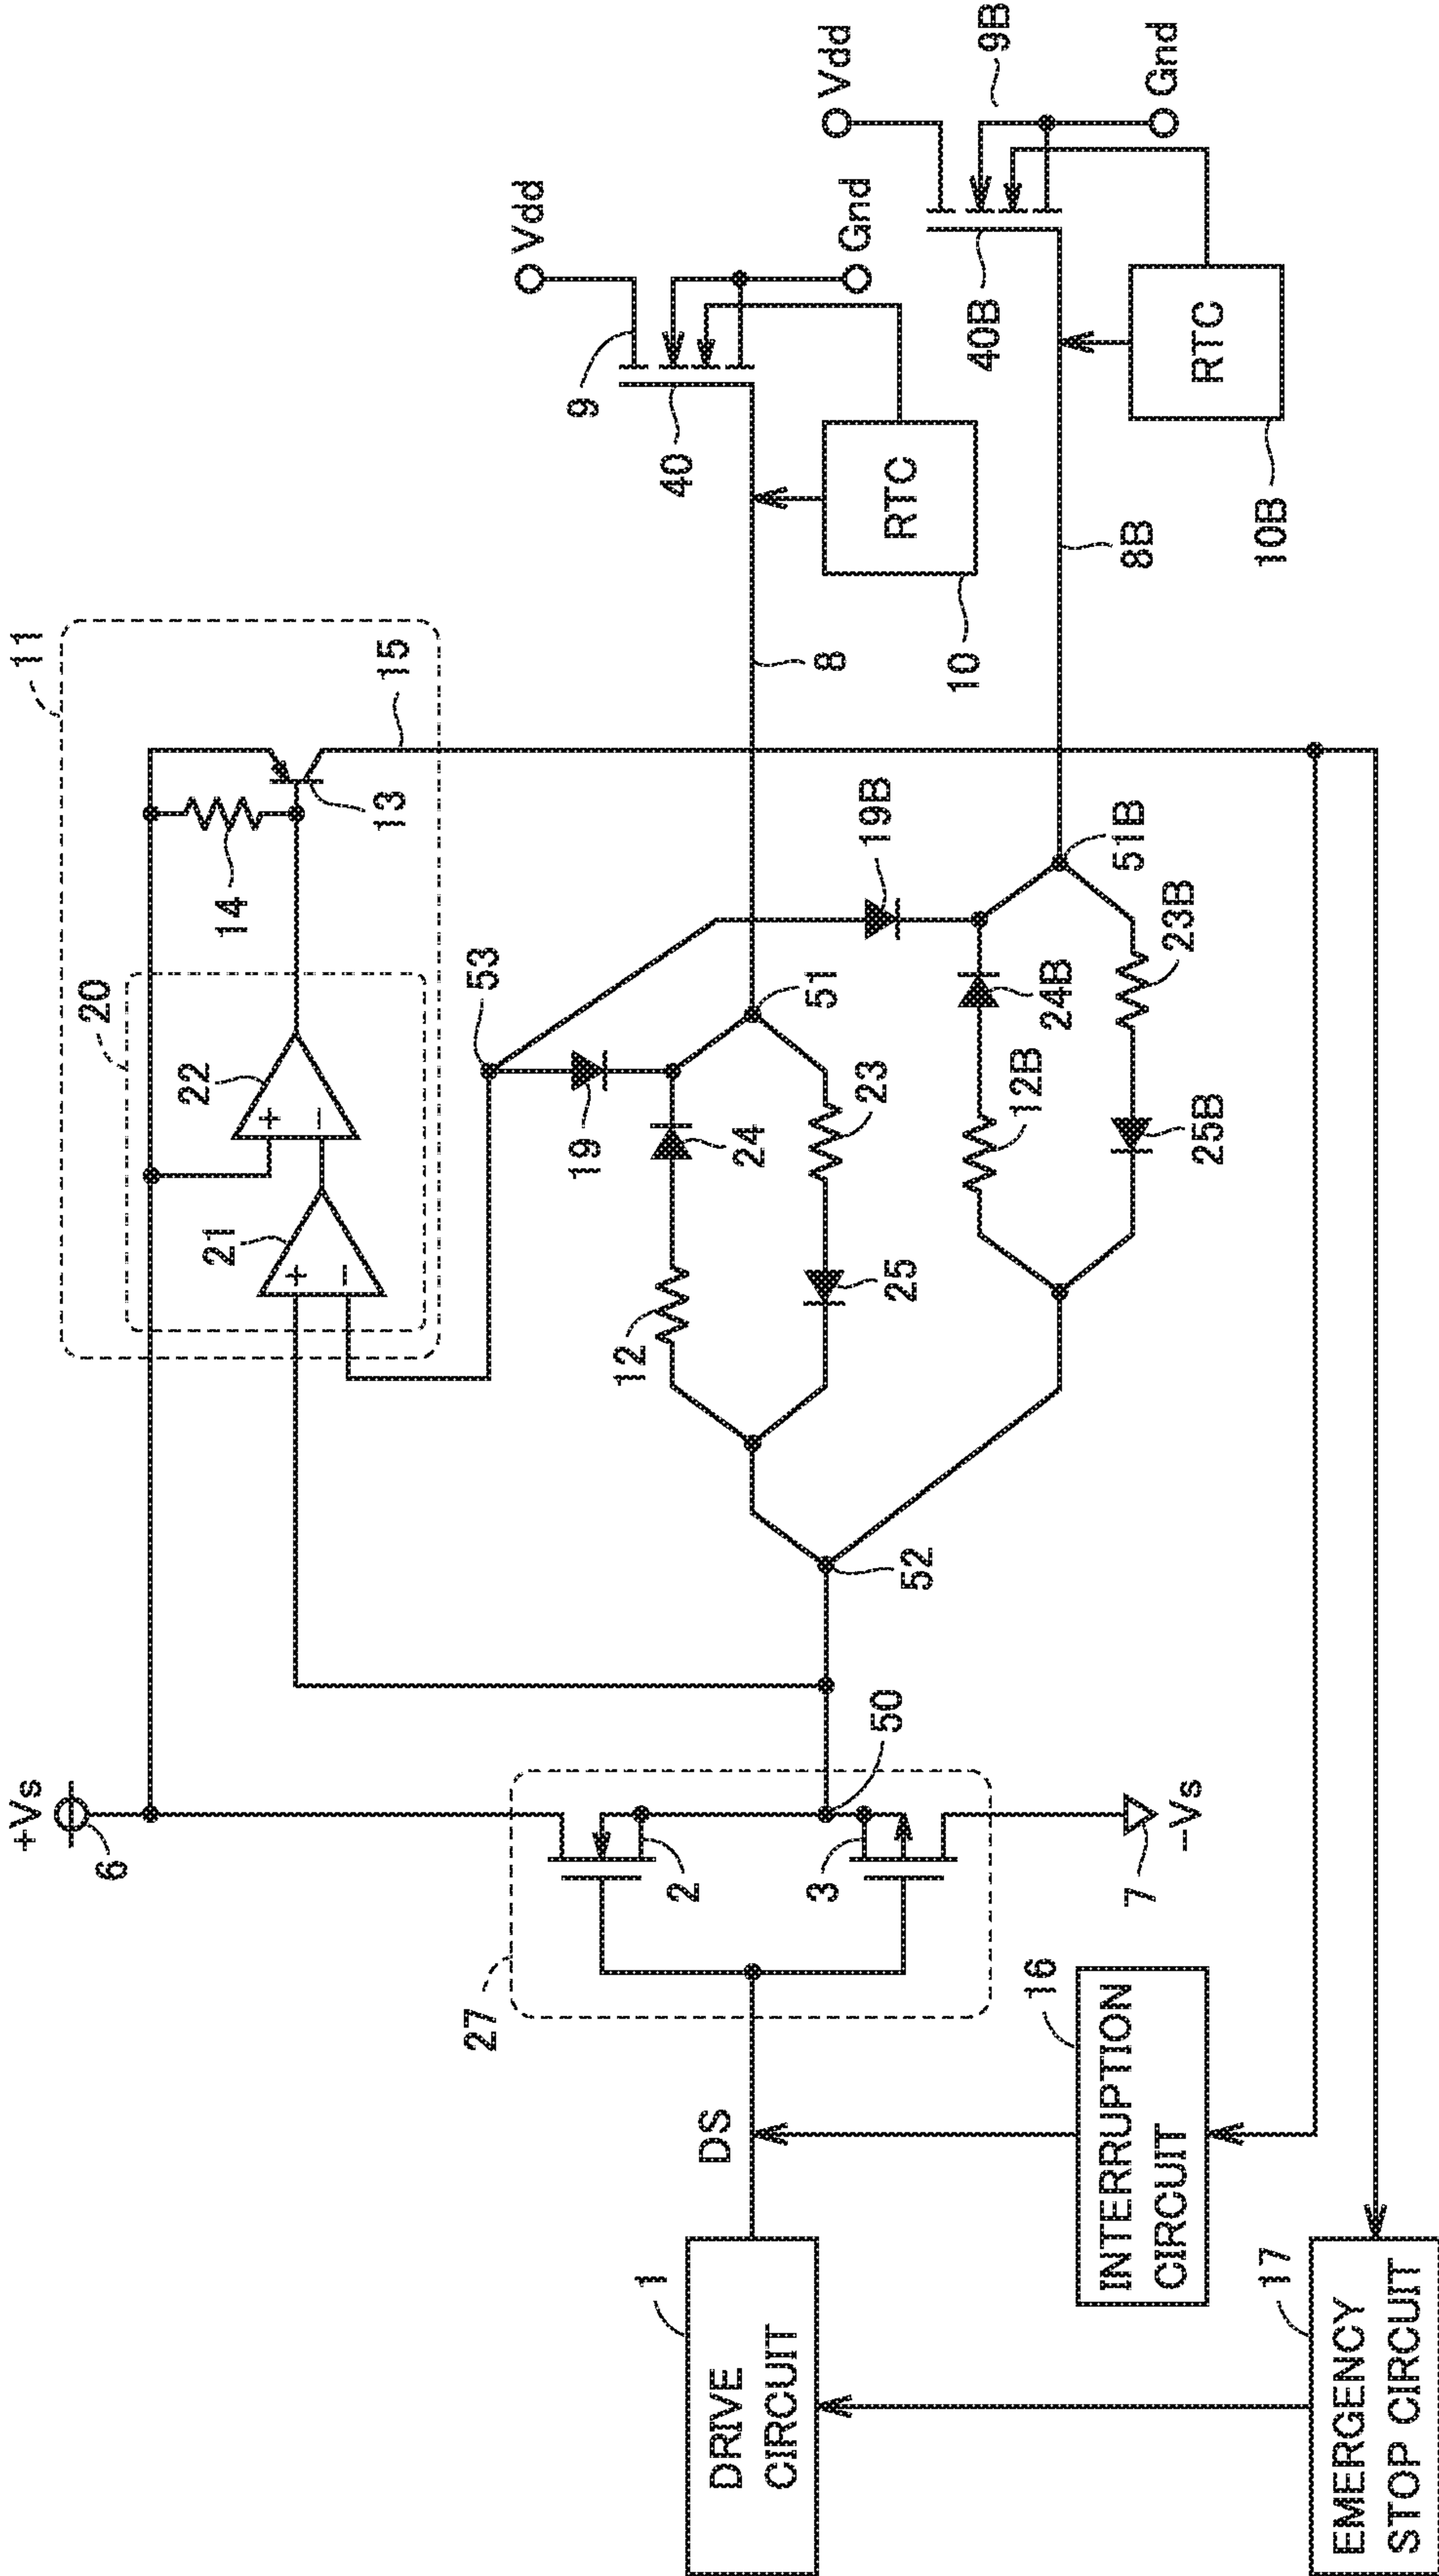 +Vs
6
11
20
21
+
−
22
+
−
14
13
15
53
Vdd
9
40
Gnd
Vdd
9B
40B
Gnd
RTC
10
RTC
10B
8
8B
19
19B
51
51B
12
24
23
25
12B
24B
23B
25B
52
50
27
2
3
7
−Vs
DS
1
DRIVE
CIRCUIT
16
INTERRUPTION
CIRCUIT
17
EMERGENCY
STOP CIRCUIT